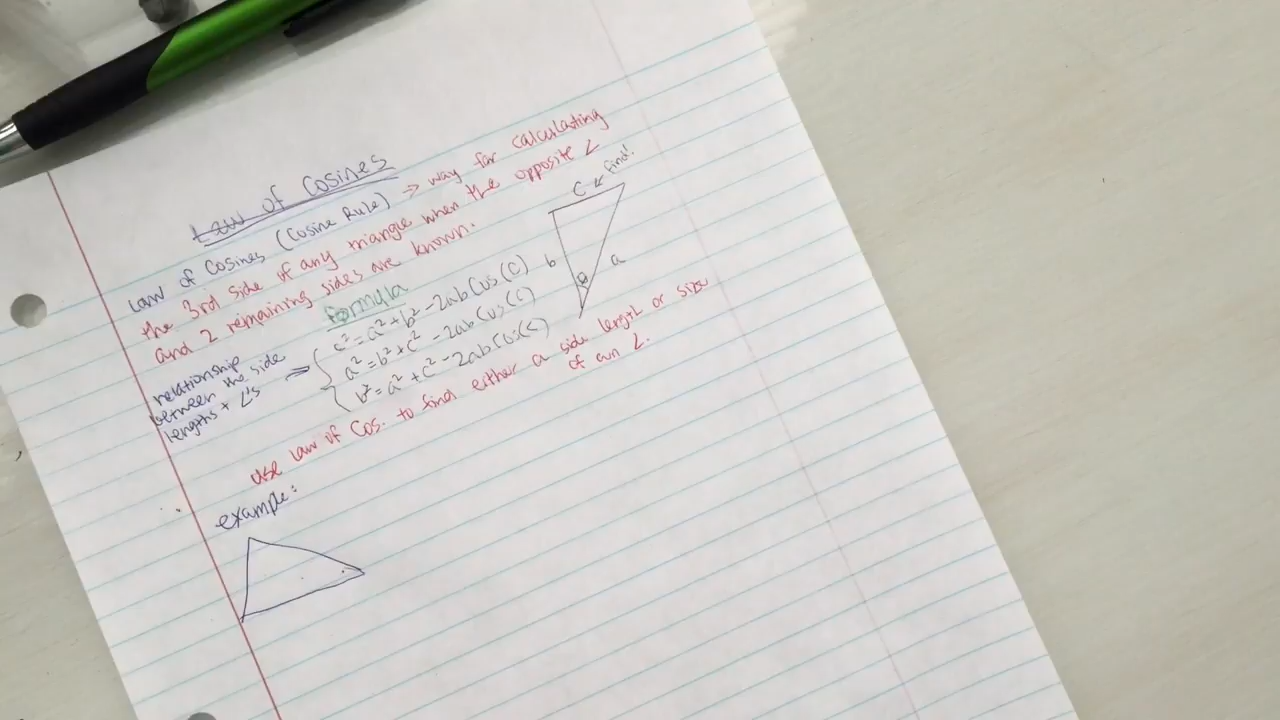 Law of Cosines
Law of Cosines (Cosine Rule) ⇒ way for calculating
the 3rd side of any triangle when the opposite ∠
and 2 remaining sides are known.
C ← find!
b
a
θ
Formula
c² = a² + b² - 2ab Cos (C)
a² = b² + c² - 2ab Cos (C)
b² = a² + c² - 2ab Cos (C)
relationship
between the side
lengths + ∠'s ⇒
use law of Cos. to find either a side length or size
of an ∠.
example: